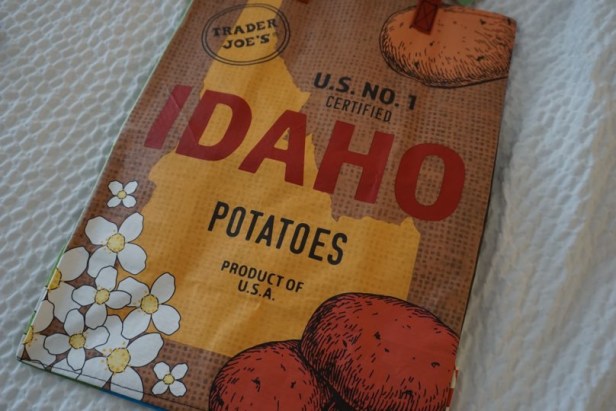 TRADER
JOE'S®
U.S. NO. 1
CERTIFIED
IDAHO
POTATOES
PRODUCT OF
U.S.A.